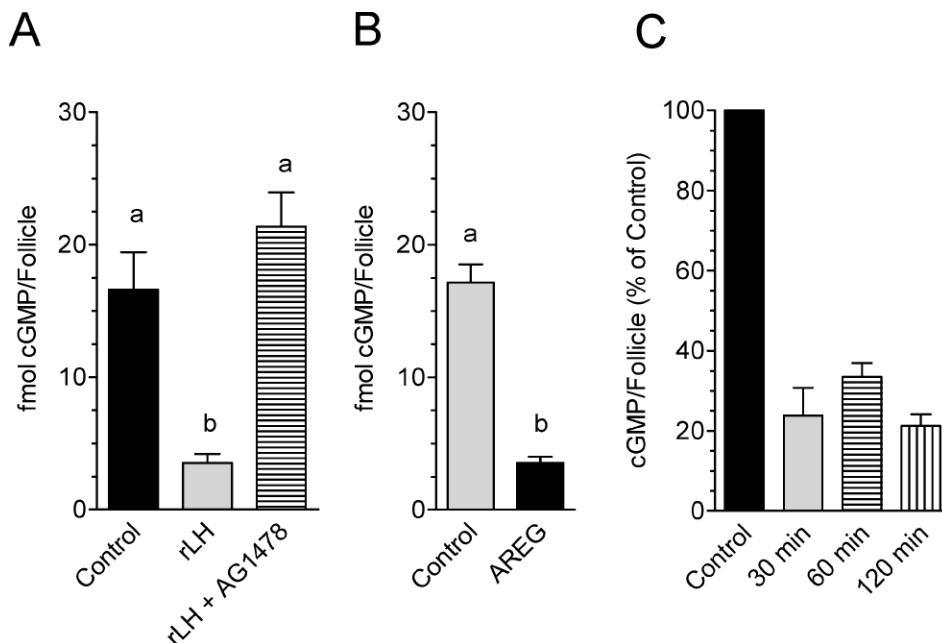 A
30
20
10
0
fmol cGMP/Follicle
a
b
a
Control
rLH
rLH + AG1478
B
30
20
10
0
fmol cGMP/Follicle
a
b
Control
AREG
C
100
80
60
40
20
0
cGMP/Follicle (% of Control)
Control
30 min
60 min
120 min